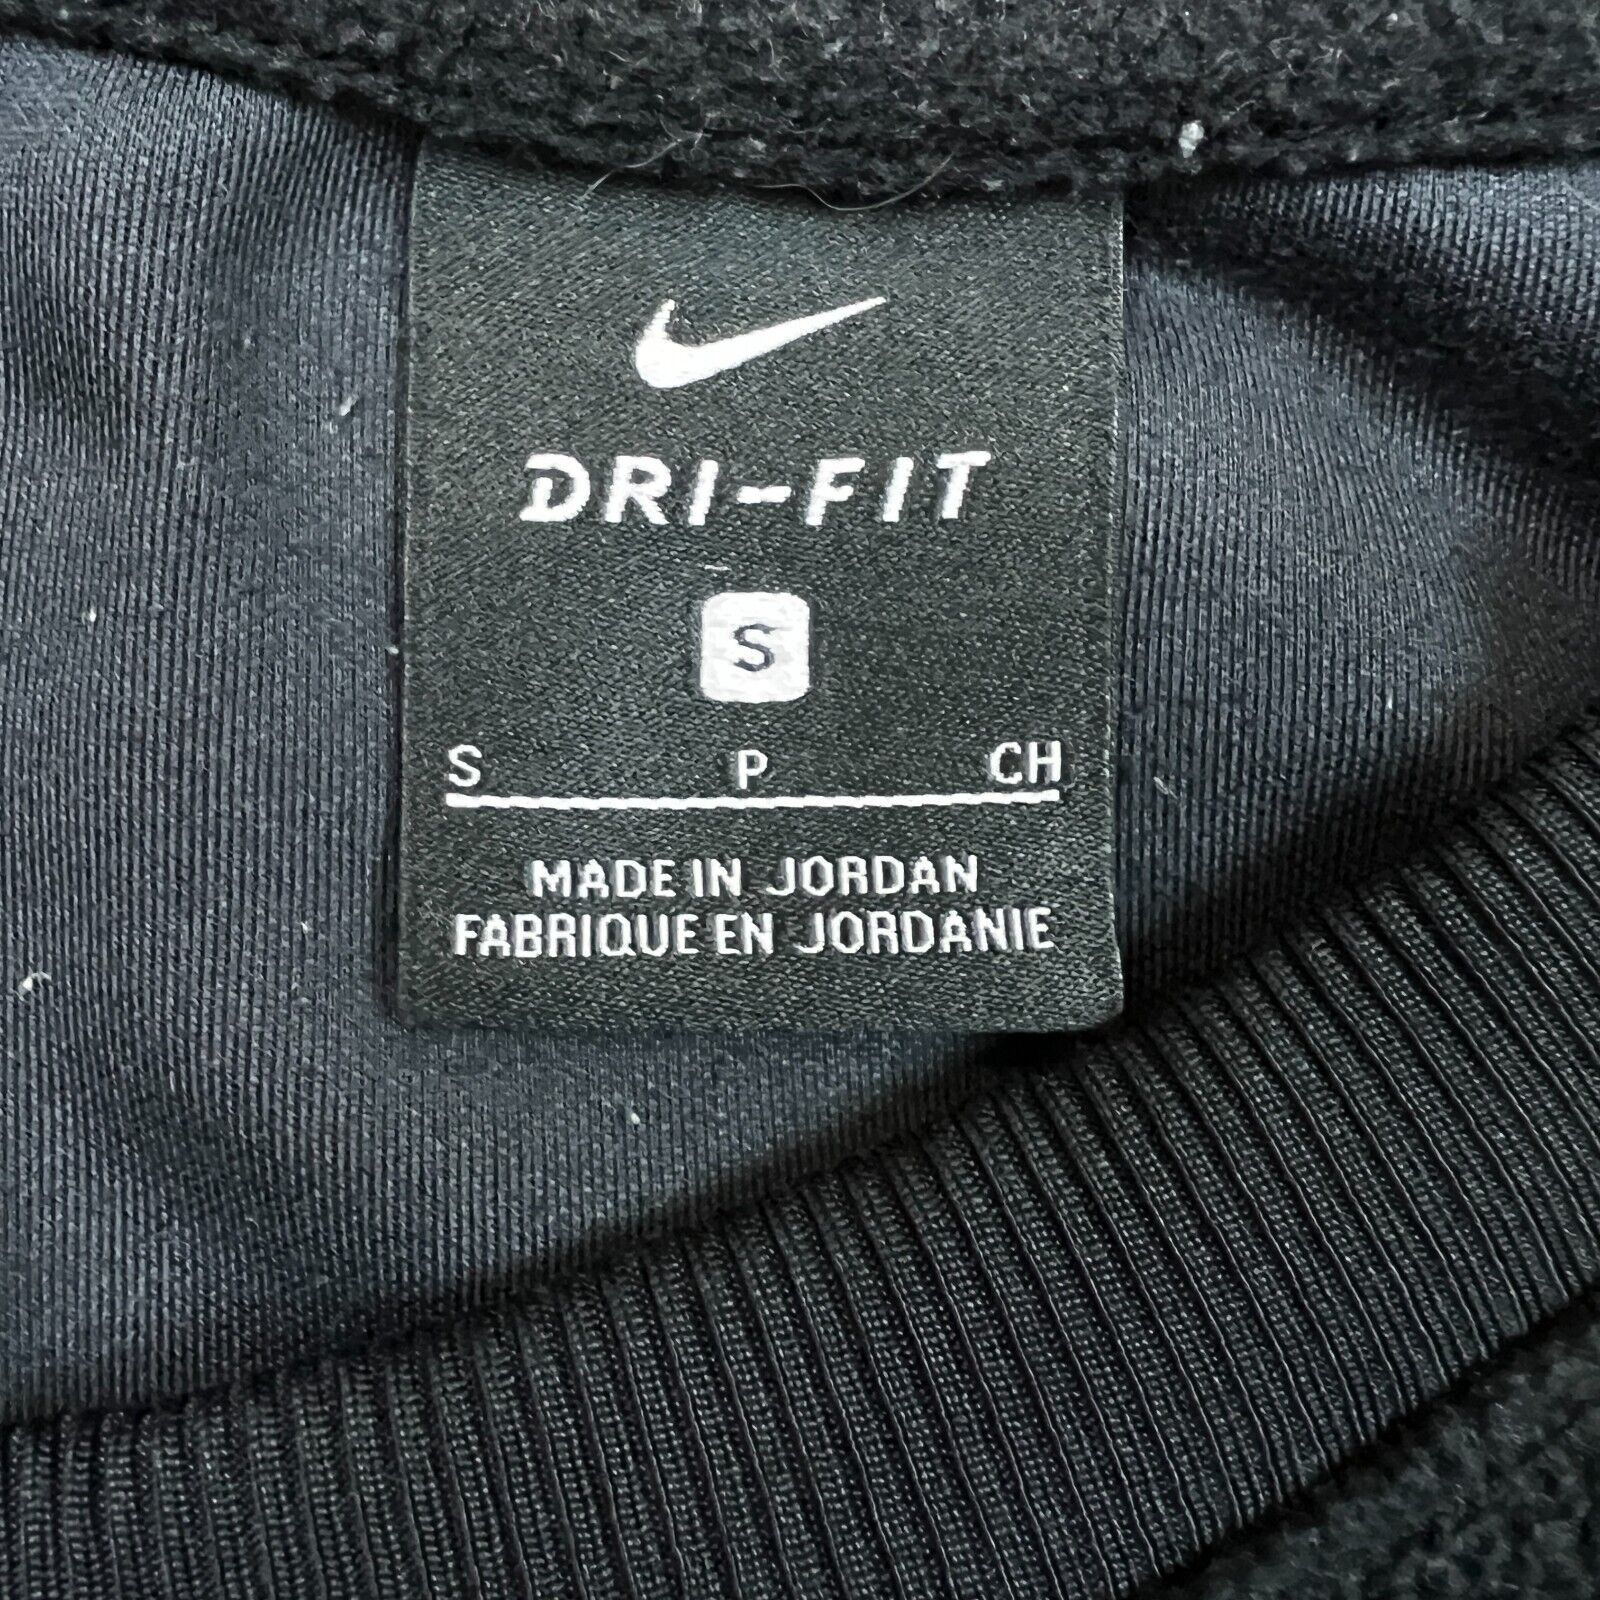 DRI-FIT
S
S P CH
MADE IN JORDAN
FABRIQUE EN JORDANIE